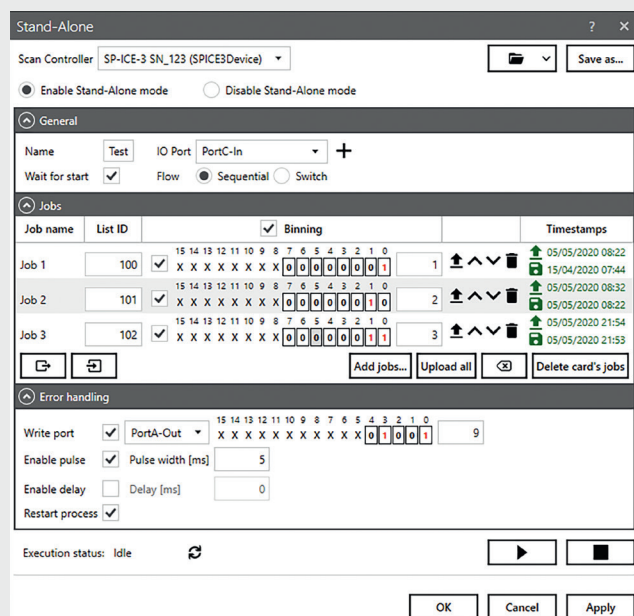 Stand-Alone ? ×
Scan Controller SP-ICE-3 SN_123 (SPICE3Device) Save as...
Enable Stand-Alone mode Disable Stand-Alone mode
General
Name Test IO Port PortC-In +
Wait for start Flow Sequential Switch
Jobs
Job name List ID Binning Timestamps
15 14 13 12 11 10 9 8 7 6 5 4 3 2 1 0 05/05/2020 08:22
Job 1 100 X X X X X X X X 0 0 0 0 0 0 0 1 1 15/04/2020 07:44
15 14 13 12 11 10 9 8 7 6 5 4 3 2 1 0 05/05/2020 08:32
Job 2 101 X X X X X X X X 0 0 0 0 0 0 1 0 2 05/05/2020 08:22
15 14 13 12 11 10 9 8 7 6 5 4 3 2 1 0 05/05/2020 21:54
Job 3 102 X X X X X X X X 0 0 0 0 0 0 1 1 3 05/05/2020 21:53
Add jobs... Upload all Delete card's jobs
Error handling
15 14 13 12 11 10 9 8 7 6 5 4 3 2 1 0
Write port PortA-Out X X X X X X X X X X X 0 1 0 0 1 9
Enable pulse Pulse width [ms] 5
Enable delay Delay [ms] 0
Restart process
Execution status: Idle
OK Cancel Apply